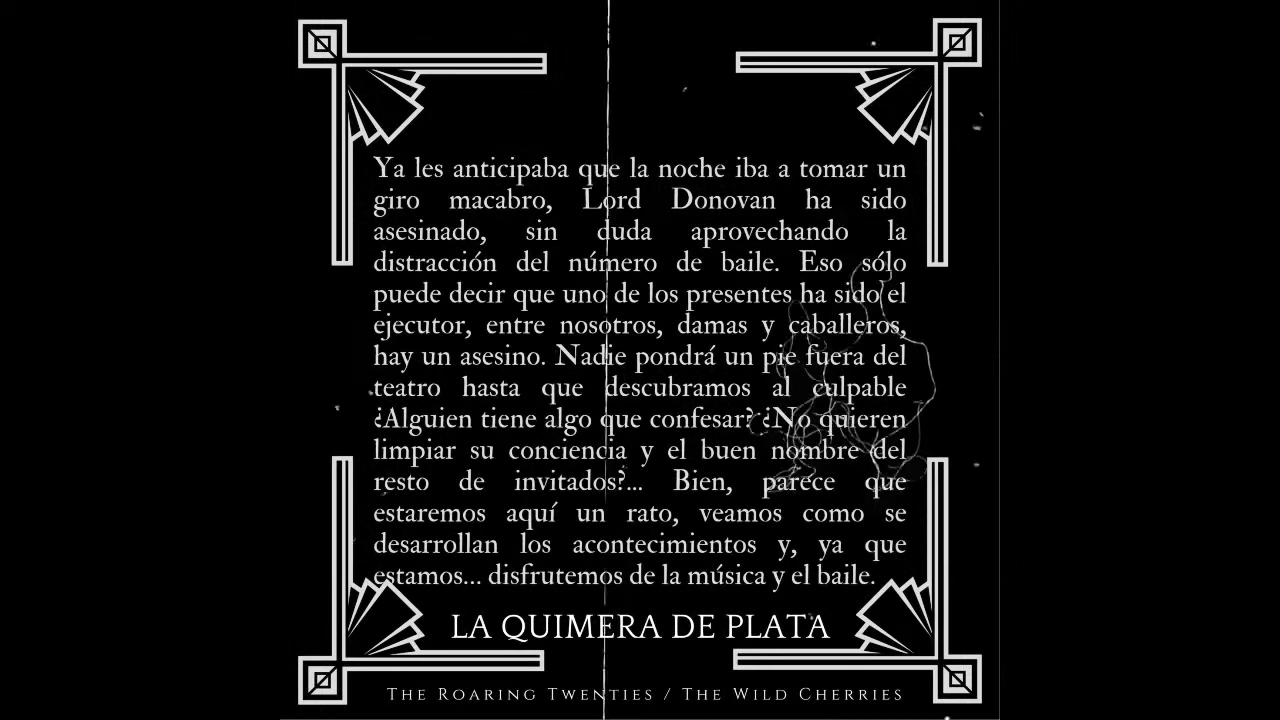 Ya les anticipaba que la noche iba a tomar un
giro macabro, Lord Donovan ha sido
asesinado, sin duda aprovechando la
distracción del número de baile. Eso sólo
puede decir que uno de los presentes ha sido el
ejecutor, entre nosotros, damas y caballeros,
hay un asesino. Nadie pondrá un pie fuera del
teatro hasta que descubramos al culpable
¿Alguien tiene algo que confesar? ¿No quieren
limpiar su conciencia y el buen nombre del
resto de invitados?... Bien, parece que
estaremos aquí un rato, veamos como se
desarrollan los acontecimientos y, ya que
estamos... disfrutemos de la música y el baile.
LA QUIMERA DE PLATA
THE ROARING TWENTIES / THE WILD CHERRIES